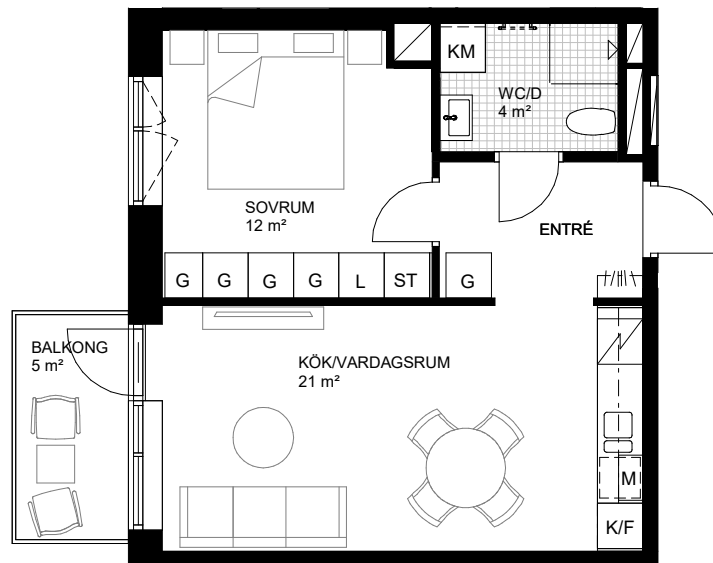 KM
WC/D
4 m²
SOVRUM
12 m²
ENTRÉ
G G G G L ST G
BALKONG
5 m²
KÖK/VARDAGSRUM
21 m²
M
K/F